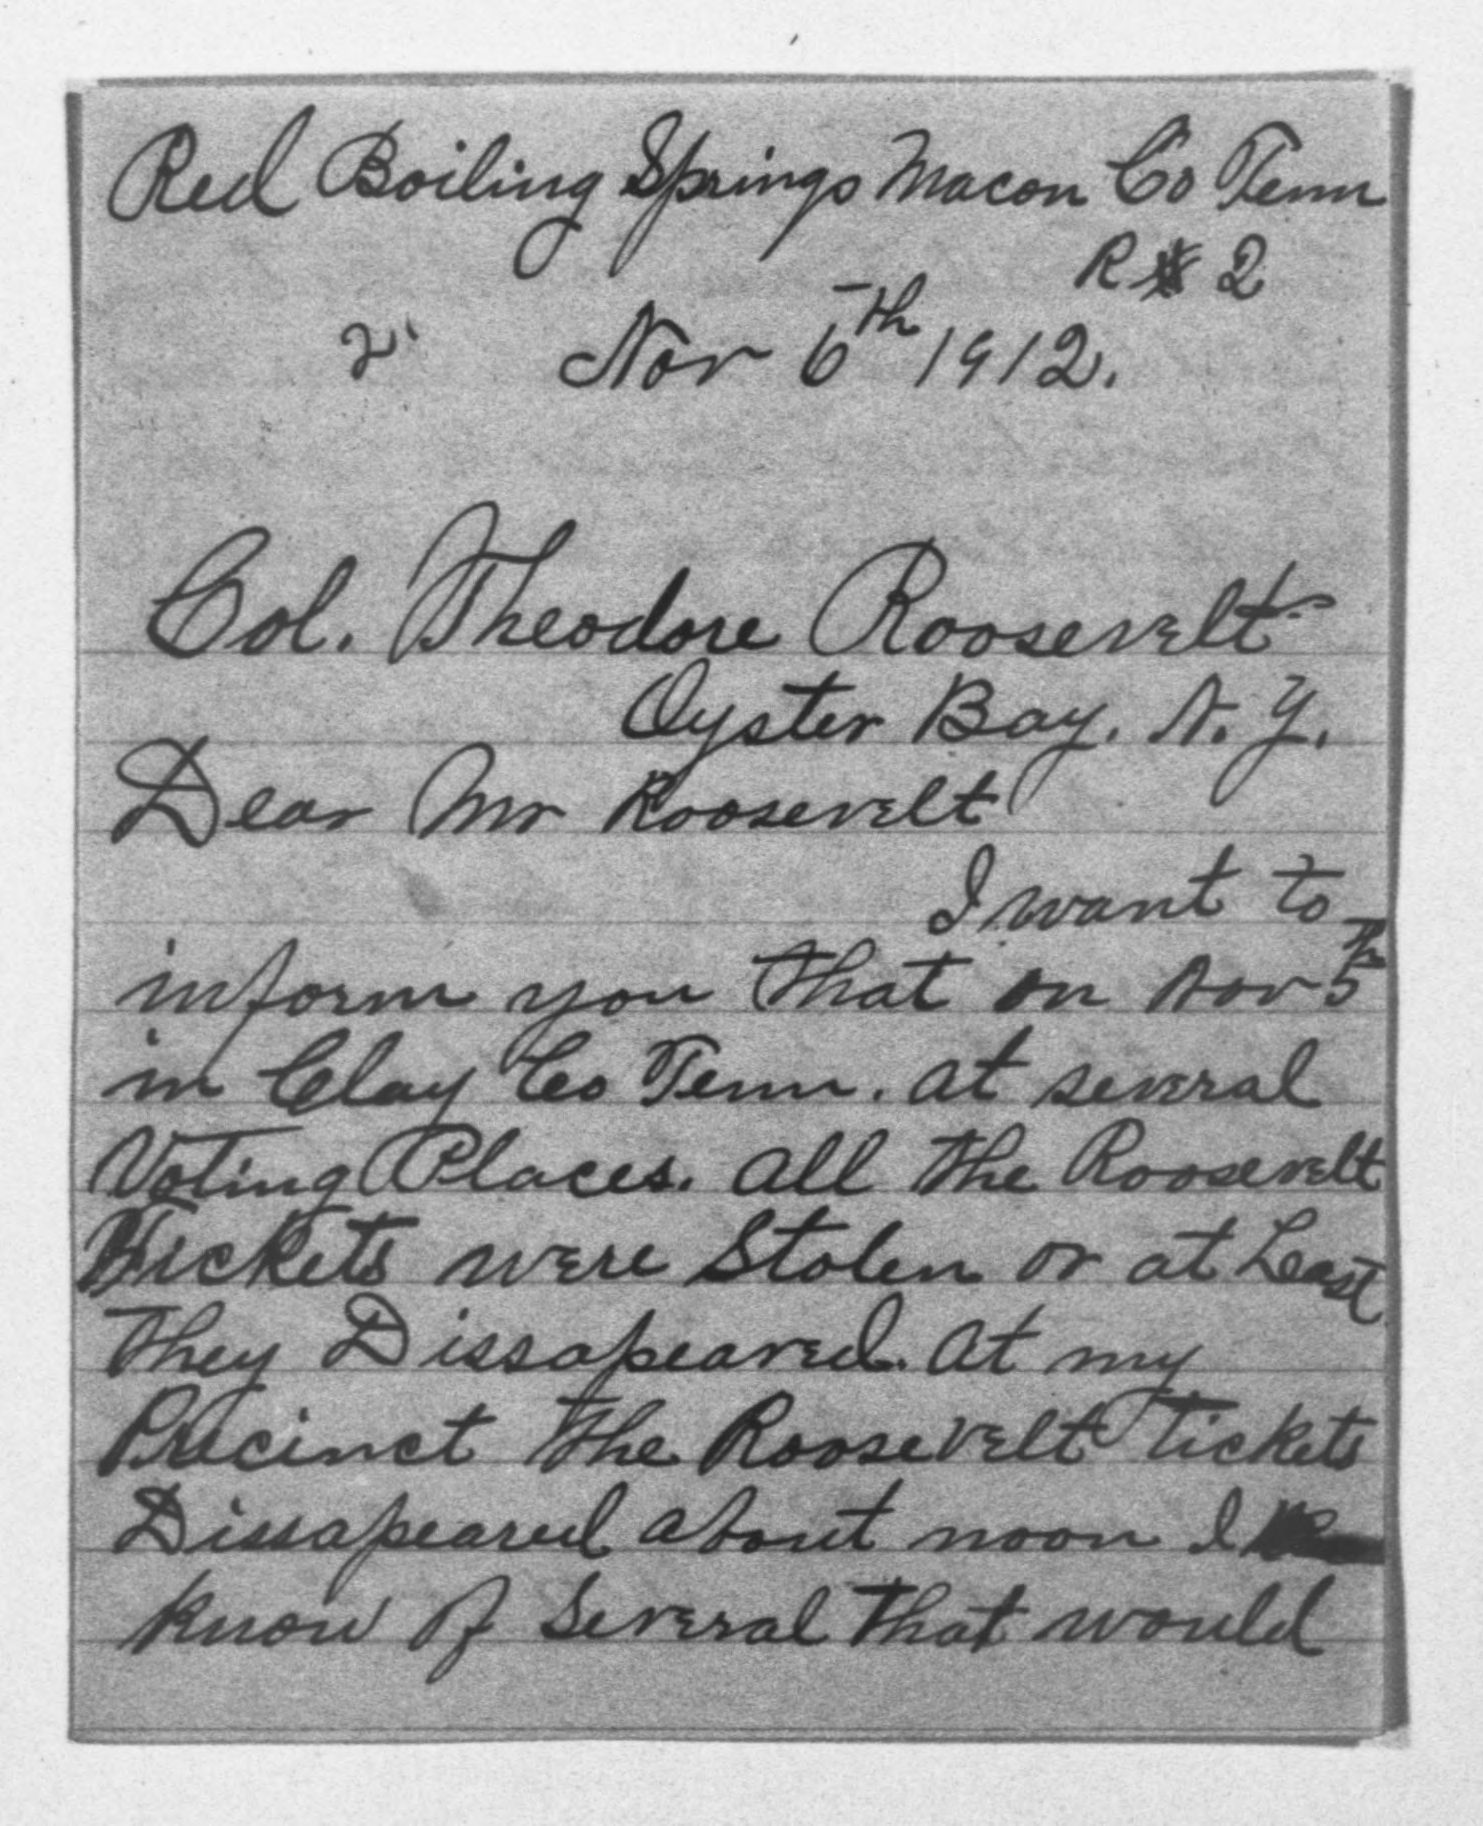 Red Boiling Springs Macon Co Tenn
R # 2
Nov 6th 1912.
Col. Theodore Roosevelt
Oyster Bay. N. Y.
Dear Mr Roosevelt
I want to
inform you that on Nov 5th
in Clay Co Tenn. at several
Voting Places. all the Roosevelt
Tickets were Stolen or at Least
they Dissapeared. at my
Precinct the Roosevelt Tickets
Dissapeared about noon I
know of several that would